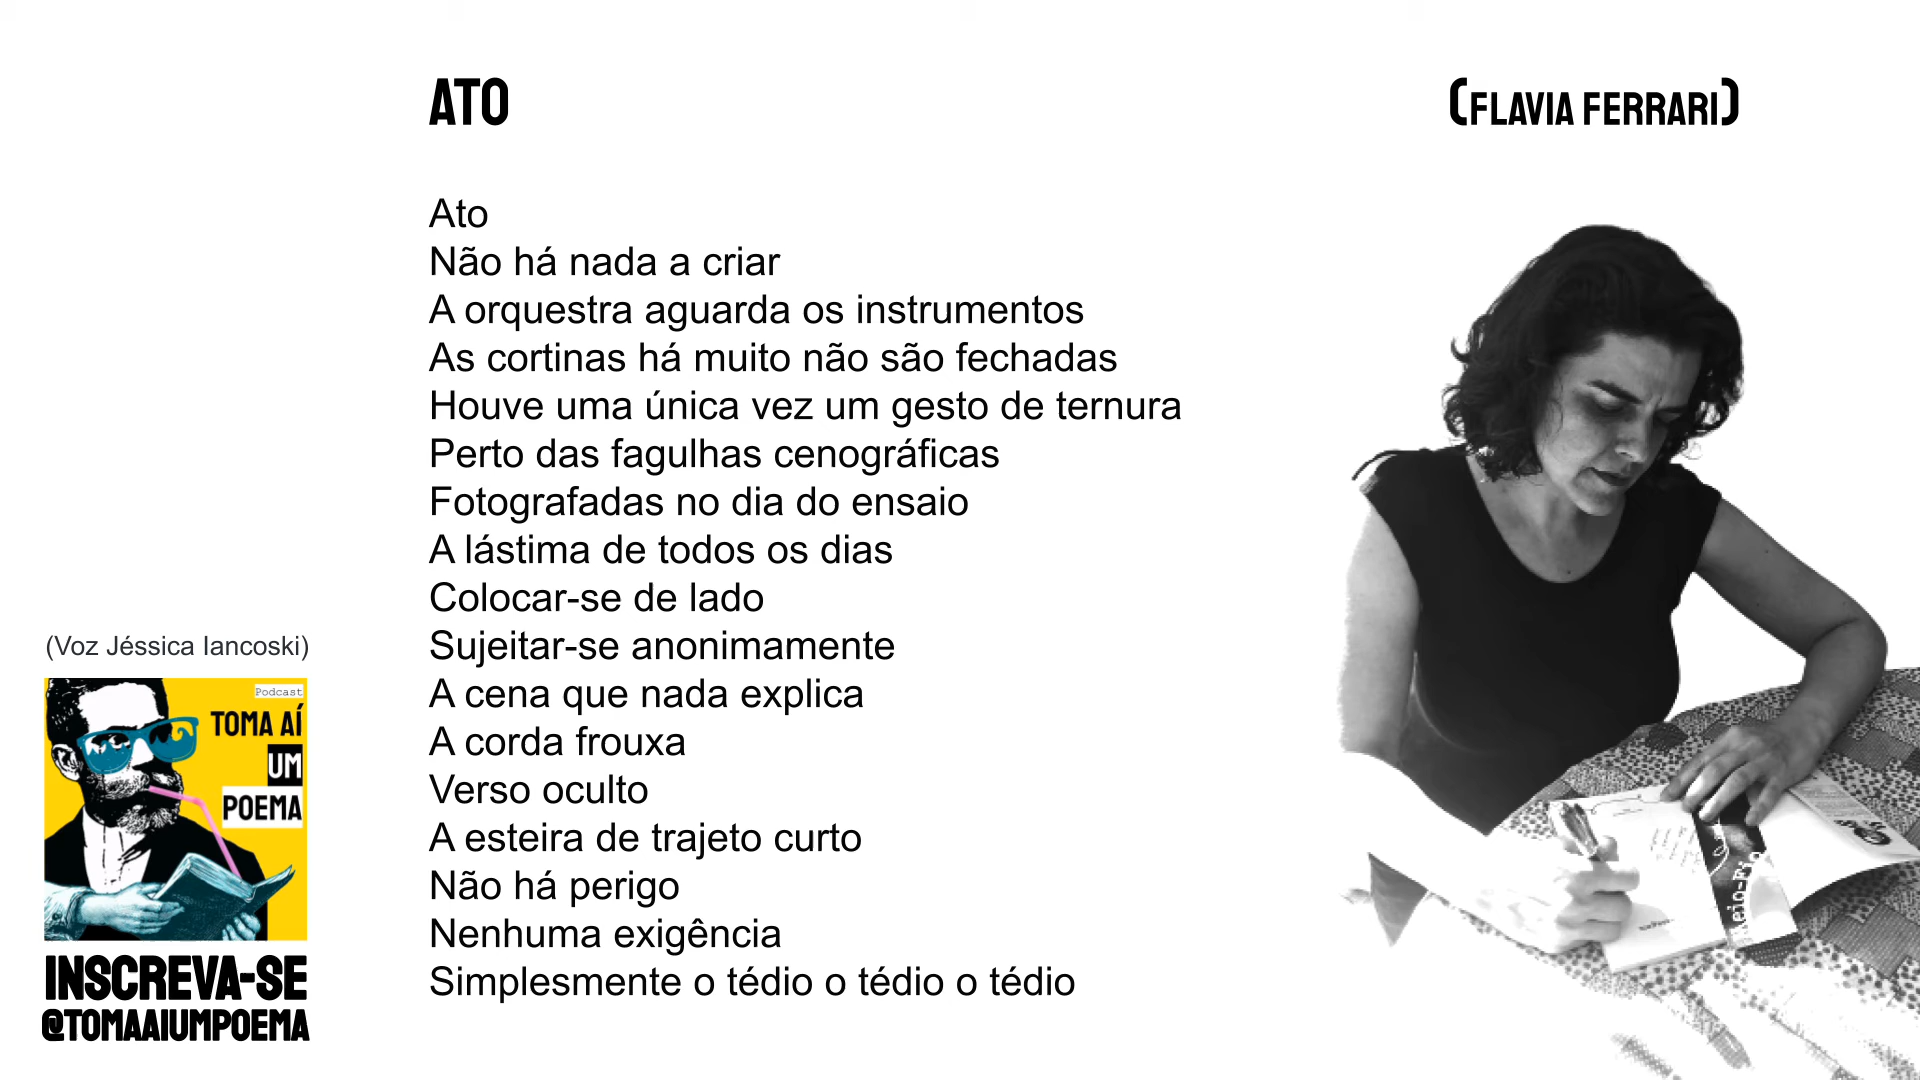 ATO
(FLAVIA FERRARI)
Ato
Não há nada a criar
A orquestra aguarda os instrumentos
As cortinas há muito não são fechadas
Houve uma única vez um gesto de ternura
Perto das fagulhas cenográficas
Fotografadas no dia do ensaio
A lástima de todos os dias
Colocar-se de lado
Sujeitar-se anonimamente
A cena que nada explica
A corda frouxa
Verso oculto
A esteira de trajeto curto
Não há perigo
Nenhuma exigência
Simplesmente o tédio o tédio o tédio
(Voz Jéssica Iancoski)
Podcast
TOMA AÍ
UM
POEMA
INSCREVA-SE
@TOMAAIUMPOEMA
Meio-Fio